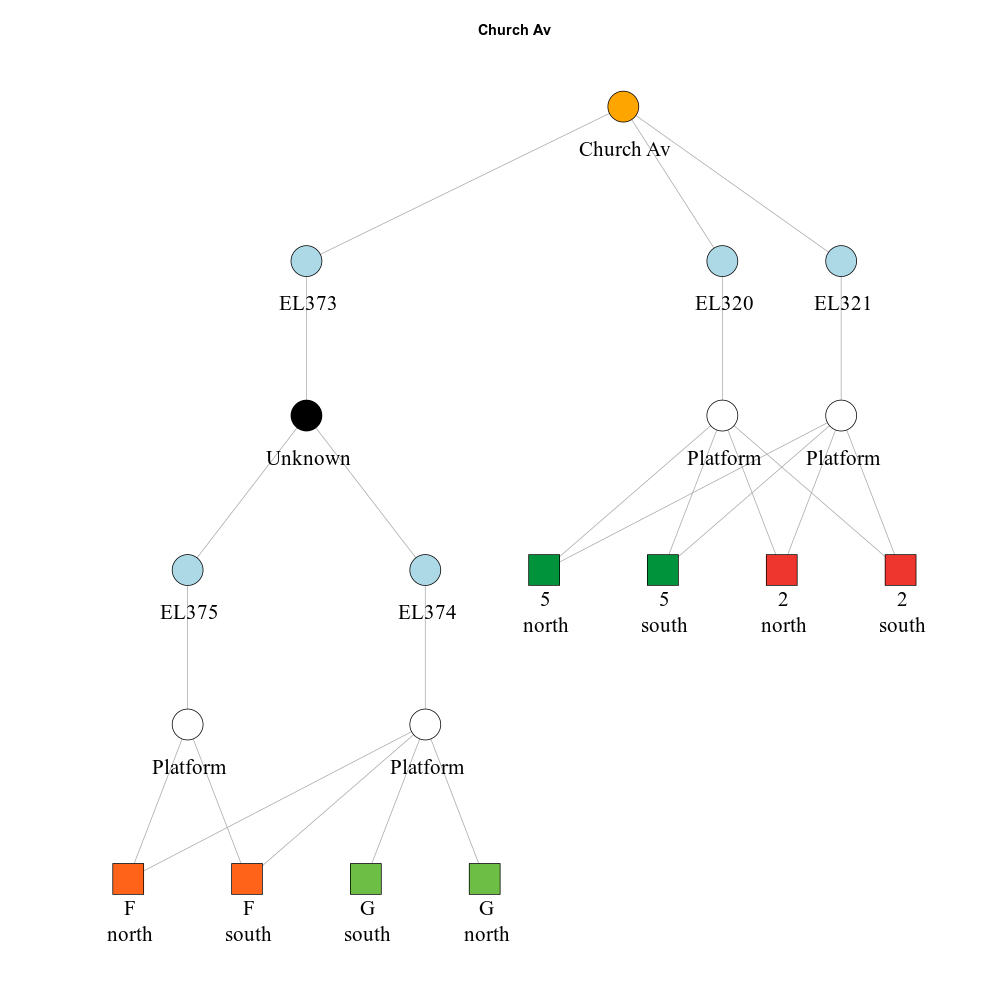 Church Av
Church Av
EL373
EL320
EL321
Unknown
Platform
Platform
EL375
EL374
5
north
5
south
2
north
2
south
Platform
Platform
F
north
F
south
G
south
G
north